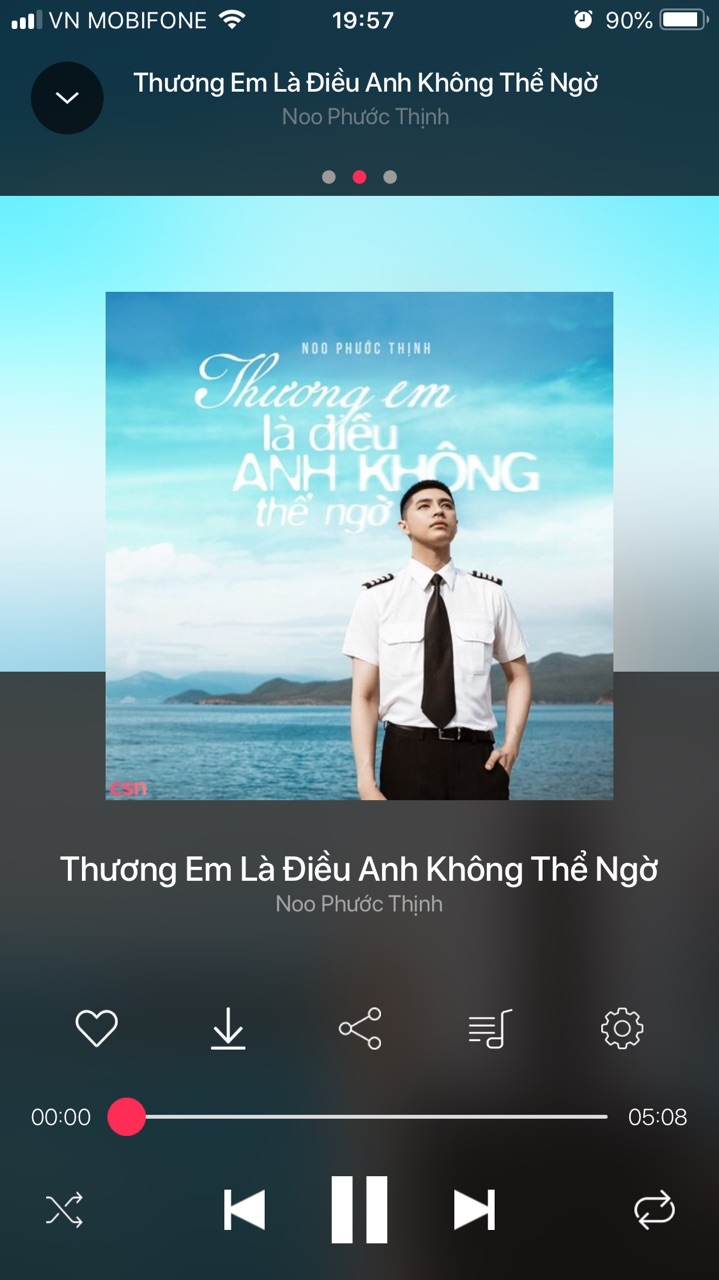 VN MOBIFONE 19:57 90%
Thương Em Là Điều Anh Không Thể Ngờ
Noo Phước Thịnh
NOO PHƯỚC THỊNH
Thương em
là điều
ANH KHÔNG
thể ngờ
csn
Thương Em Là Điều Anh Không Thể Ngờ
Noo Phước Thịnh
00:00 05:08